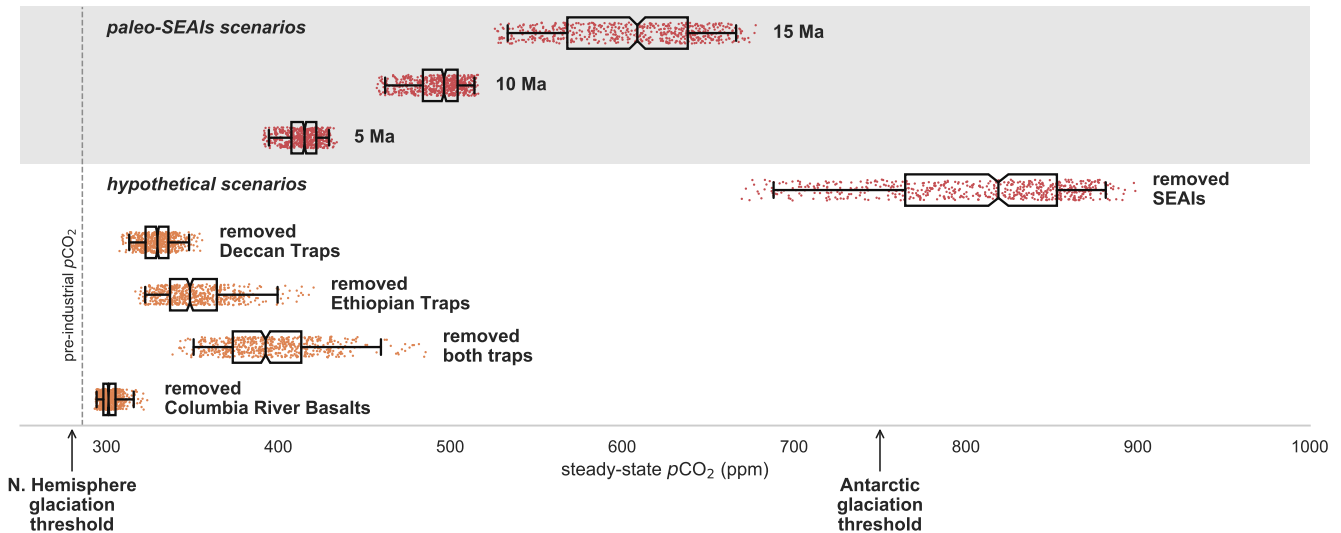 paleo-SEAIs scenarios
15 Ma
10 Ma
5 Ma
hypothetical scenarios
removed
SEAIs
removed
Deccan Traps
removed
Ethiopian Traps
removed
both traps
removed
Columbia River Basalts
pre-industrial pCO₂
300 400 500 600 700 800 900 1000
steady-state pCO₂ (ppm)
N. Hemisphere
glaciation
threshold
Antarctic
glaciation
threshold